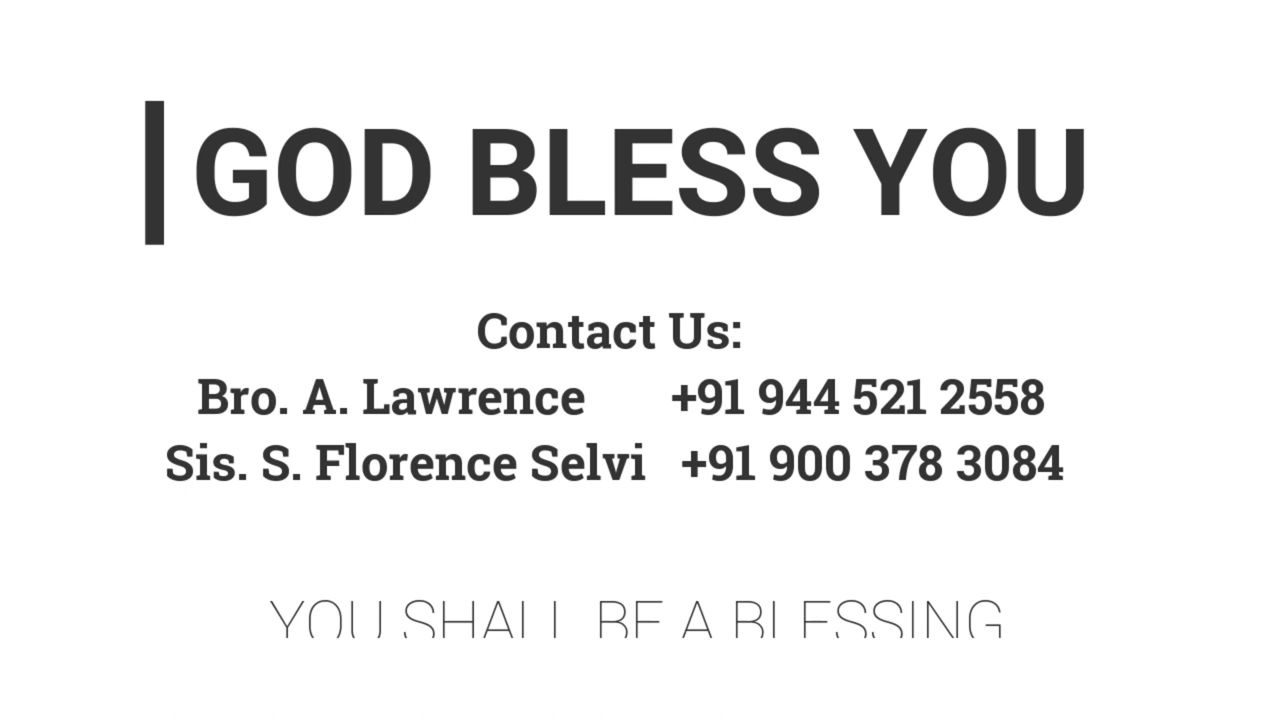 GOD BLESS YOU
Contact Us:
Bro. A. Lawrence +91 944 521 2558
Sis. S. Florence Selvi +91 900 378 3084
YOU SHALL BE A BLESSING